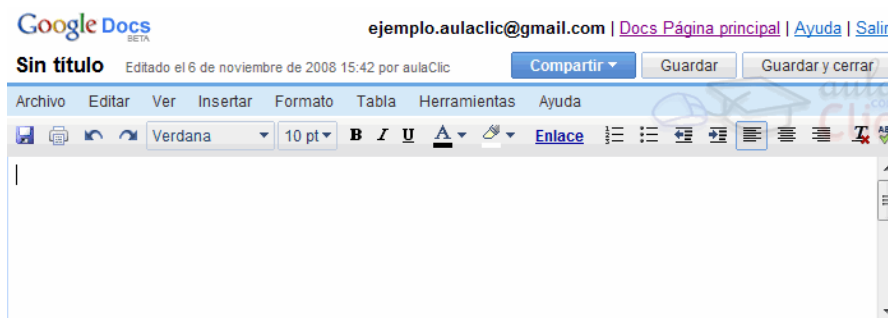 Google Docs
BETA
ejemplo.aulaclic@gmail.com | Docs Página principal | Ayuda | Salir
Sin título Editado el 6 de noviembre de 2008 15:42 por aulaClic Compartir Guardar Guardar y cerrar
Archivo Editar Ver Insertar Formato Tabla Herramientas Ayuda
Verdana 10 pt B I U A Enlace